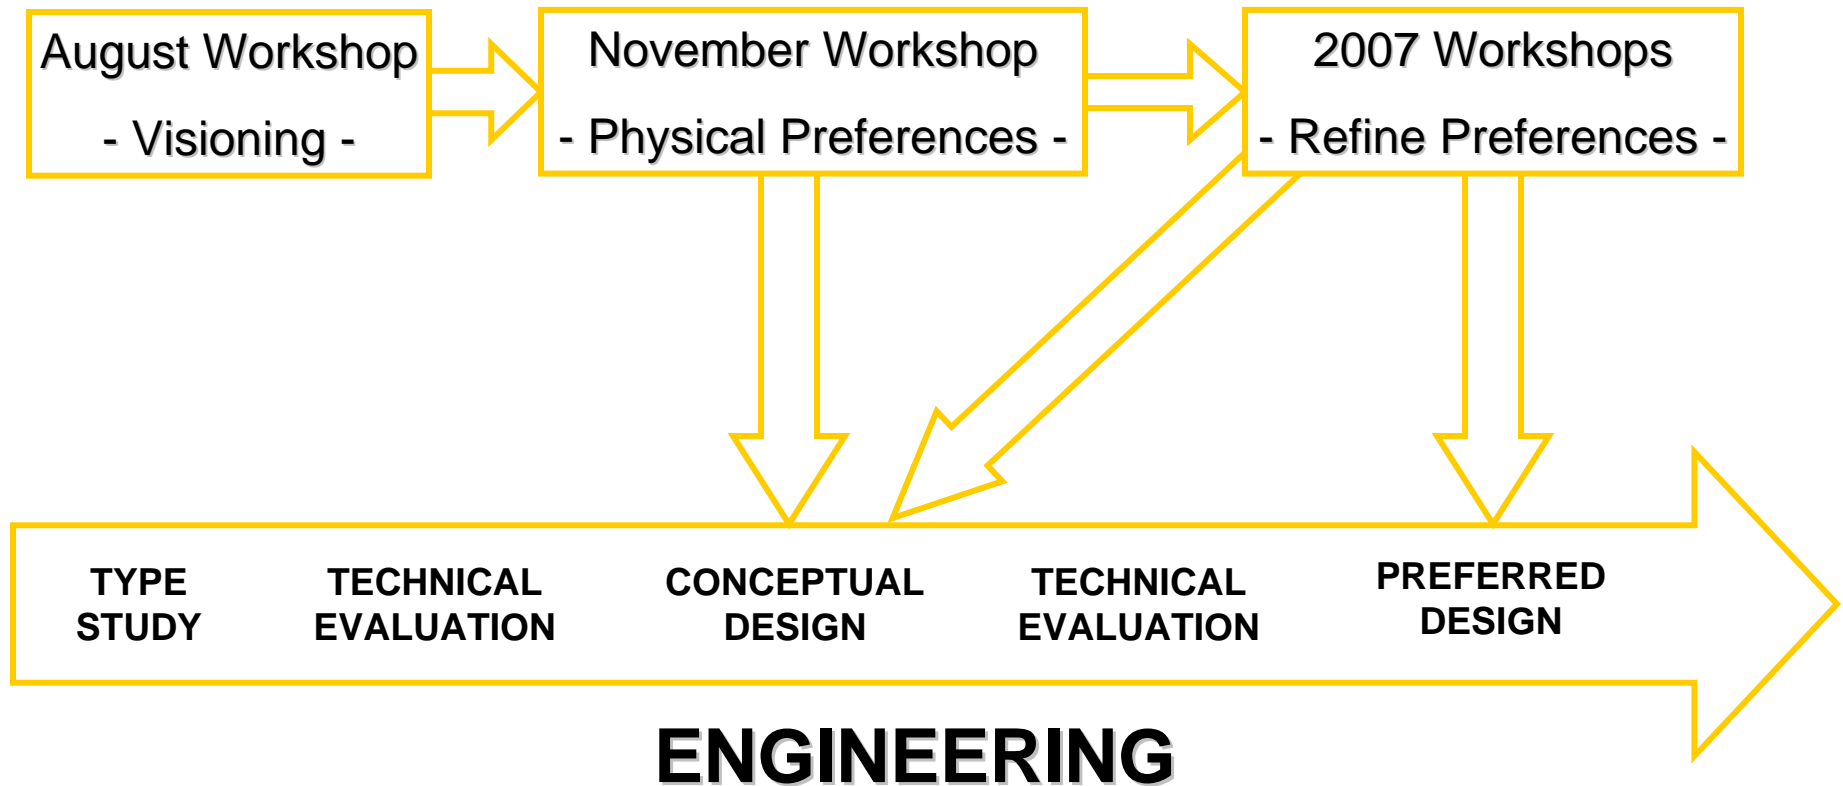 August Workshop
- Visioning -
November Workshop
- Physical Preferences -
2007 Workshops
- Refine Preferences -
TYPE
STUDY
TECHNICAL
EVALUATION
CONCEPTUAL
DESIGN
TECHNICAL
EVALUATION
PREFERRED
DESIGN
ENGINEERING